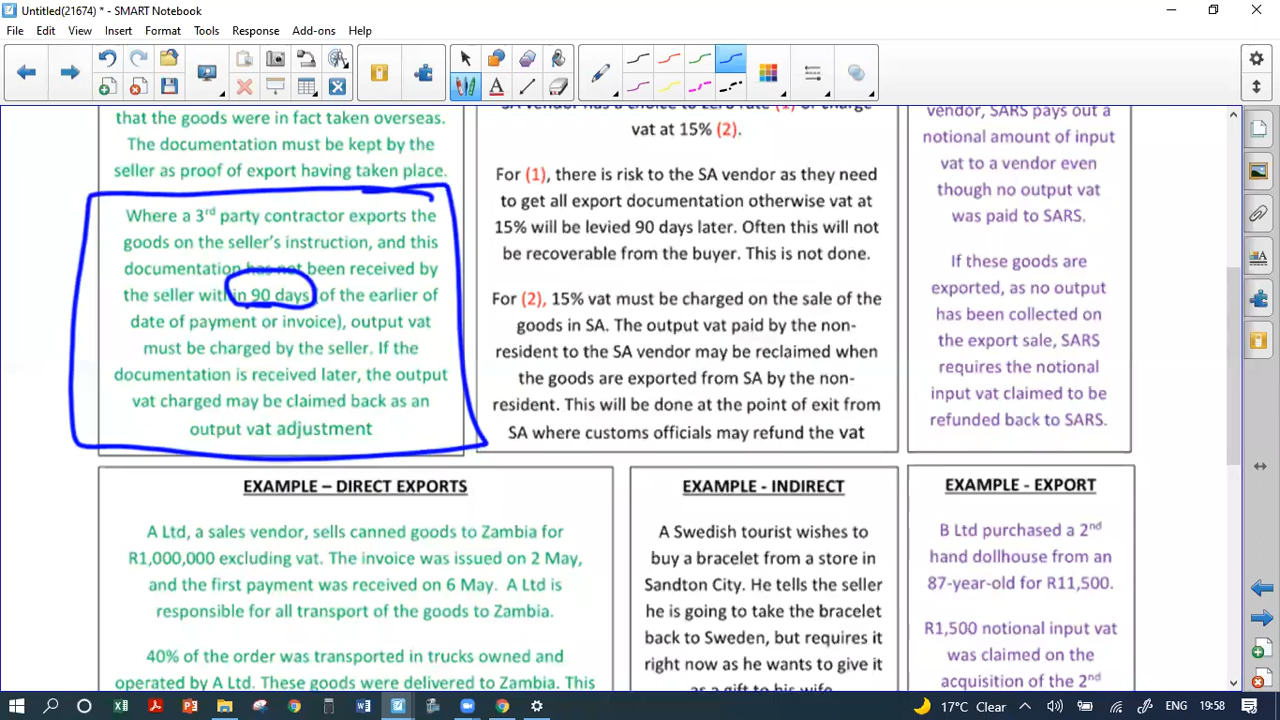 Untitled(21674) * - SMART Notebook
File Edit View Insert Format Tools Response Add-ons Help
that the goods were in fact taken overseas.
The documentation must be kept by the
seller as proof of export having taken place.
Where a 3rd party contractor exports the
goods on the seller's instruction, and this
documentation has not been received by
the seller within 90 days of the earlier of
date of payment or invoice), output vat
must be charged by the seller. If the
documentation is received later, the output
vat charged may be claimed back as an
output vat adjustment
SA vendor has a choice to zero rate (1) or charge
vat at 15% (2).
For (1), there is risk to the SA vendor as they need
to get all export documentation otherwise vat at
15% will be levied 90 days later. Often this will not
be recoverable from the buyer. This is not done.
For (2), 15% vat must be charged on the sale of the
goods in SA. The output vat paid by the non-
resident to the SA vendor may be reclaimed when
the goods are exported from SA by the non-
resident. This will be done at the point of exit from
SA where customs officials may refund the vat
vendor, SARS pays out a
notional amount of input
vat to a vendor even
though no output vat
was paid to SARS.
If these goods are
exported, as no output
has been collected on
the export sale, SARS
requires the notional
input vat claimed to be
refunded back to SARS.
EXAMPLE – DIRECT EXPORTS
A Ltd, a sales vendor, sells canned goods to Zambia for
R1,000,000 excluding vat. The invoice was issued on 2 May,
and the first payment was received on 6 May. A Ltd is
responsible for all transport of the goods to Zambia.
40% of the order was transported in trucks owned and
operated by A Ltd. These goods were delivered to Zambia. This
EXAMPLE - INDIRECT
A Swedish tourist wishes to
buy a bracelet from a store in
Sandton City. He tells the seller
he is going to take the bracelet
back to Sweden, but requires it
right now as he wants to give it
as a gift to his wife
EXAMPLE - EXPORT
B Ltd purchased a 2nd
hand dollhouse from an
87-year-old for R11,500.
R1,500 notional input vat
was claimed on the
acquisition of the 2nd
17°C Clear
ENG
19:58